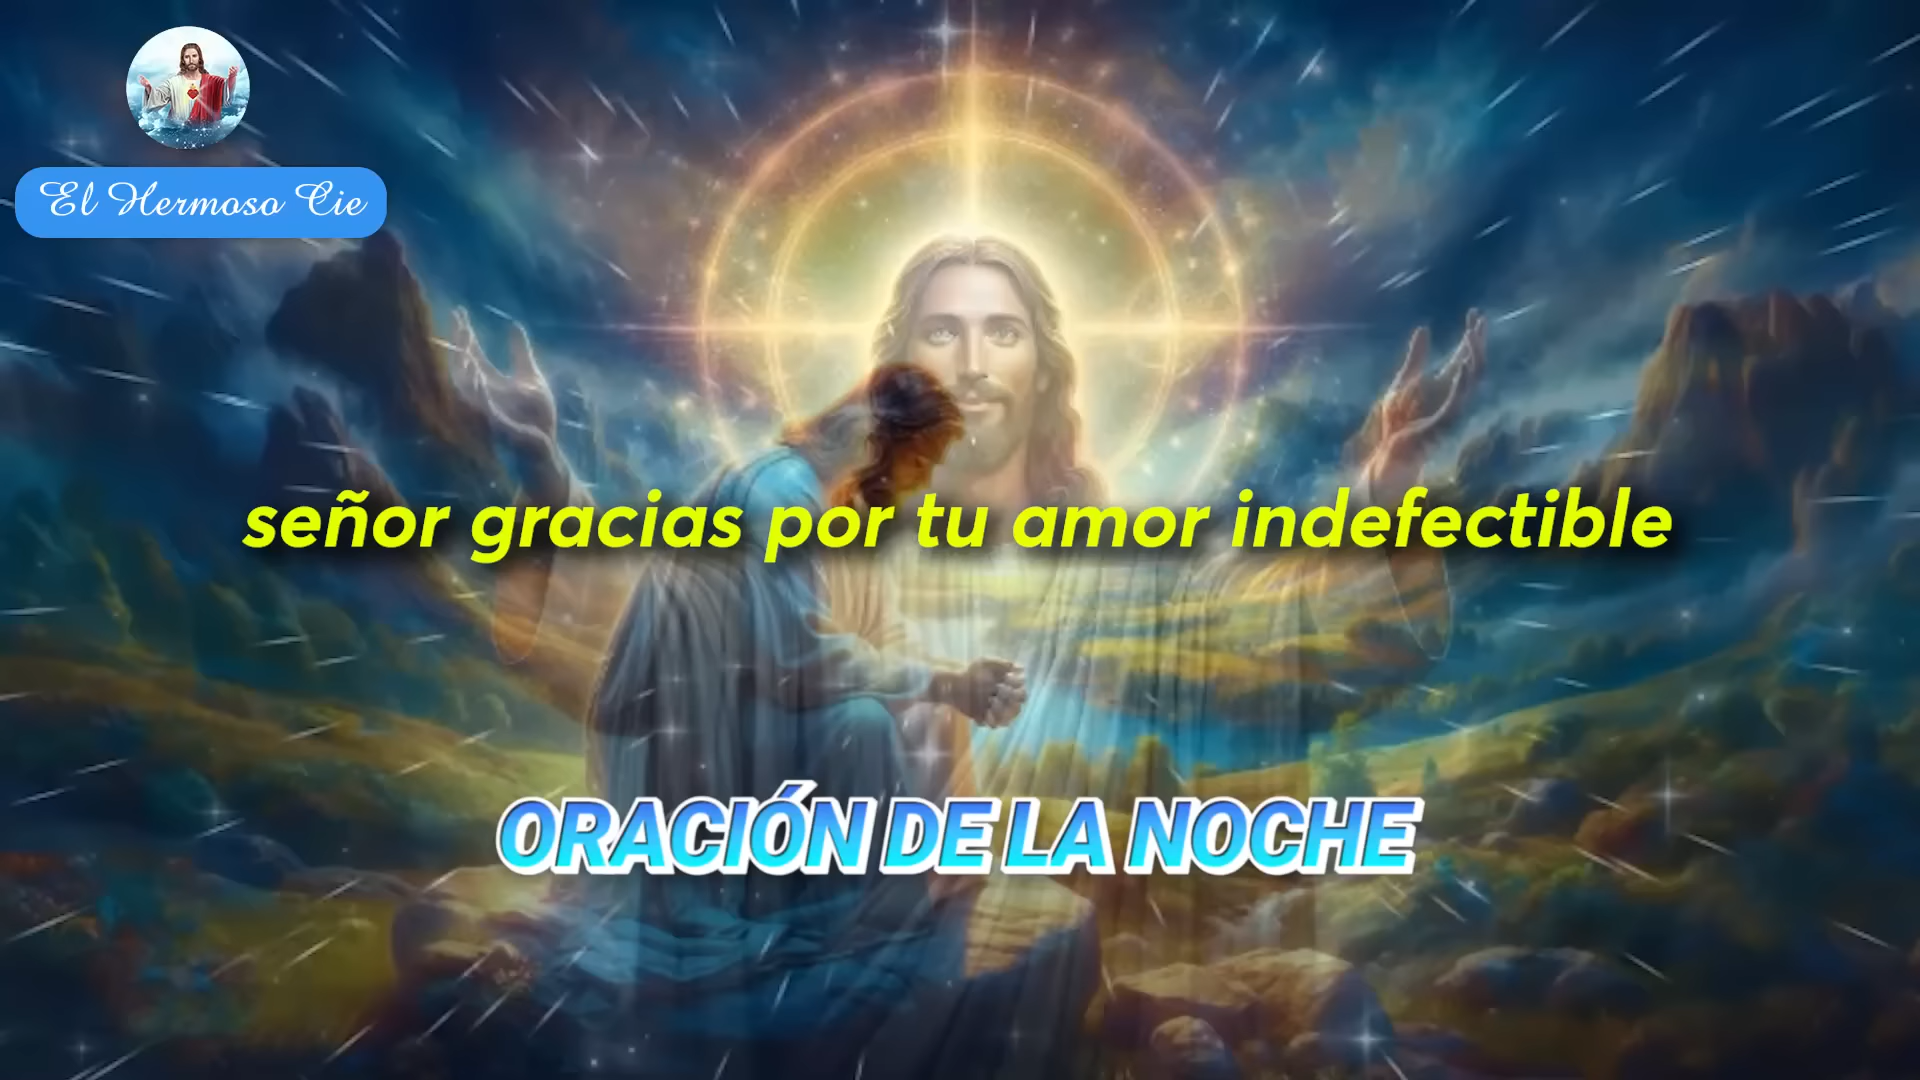 El Hermoso Cie
señor gracias por tu amor indefectible
ORACIÓN DE LA NOCHE